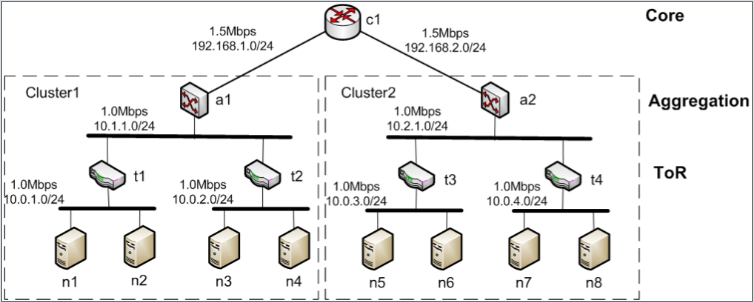 Core
1.5Mbps
192.168.1.0/24
c1
1.5Mbps
192.168.2.0/24
Cluster1
a1
Cluster2
a2
Aggregation
1.0Mbps
10.1.1.0/24
1.0Mbps
10.2.1.0/24
ToR
t1
t2
t3
t4
1.0Mbps
10.0.1.0/24
1.0Mbps
10.0.2.0/24
1.0Mbps
10.0.3.0/24
1.0Mbps
10.0.4.0/24
n1
n2
n3
n4
n5
n6
n7
n8